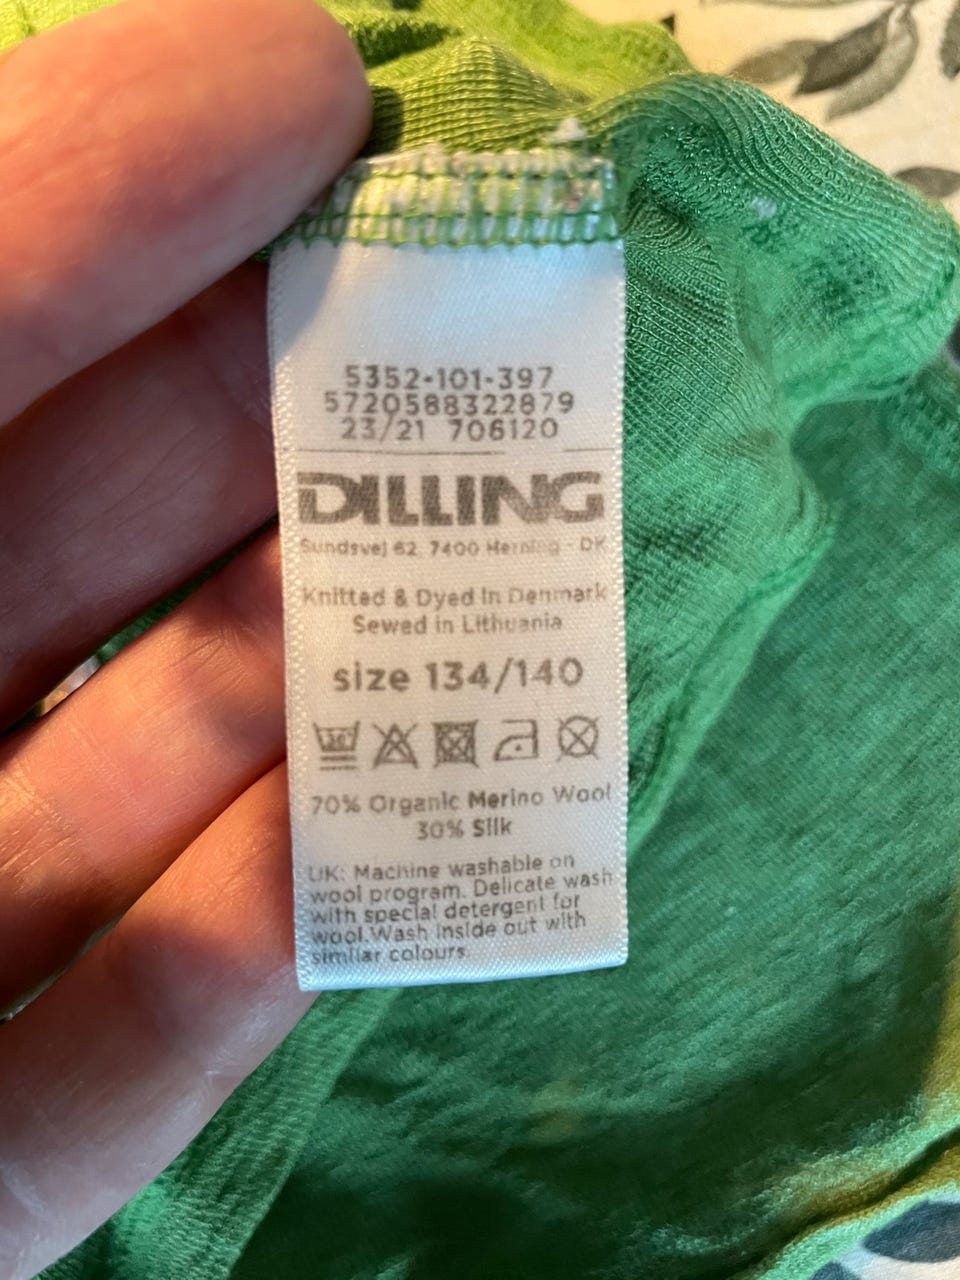 5352-101-397
5720588322879
23/21 706120
DILLING
Sundsvej 62, 7400 Herning - DK
Knitted & Dyed in Denmark
Sewed in Lithuania
size 134/140
30
70% Organic Merino Wool
30% Silk
UK: Machine washable on
wool program. Delicate wash
with special detergent for
wool.Wash inside out with
similar colours.